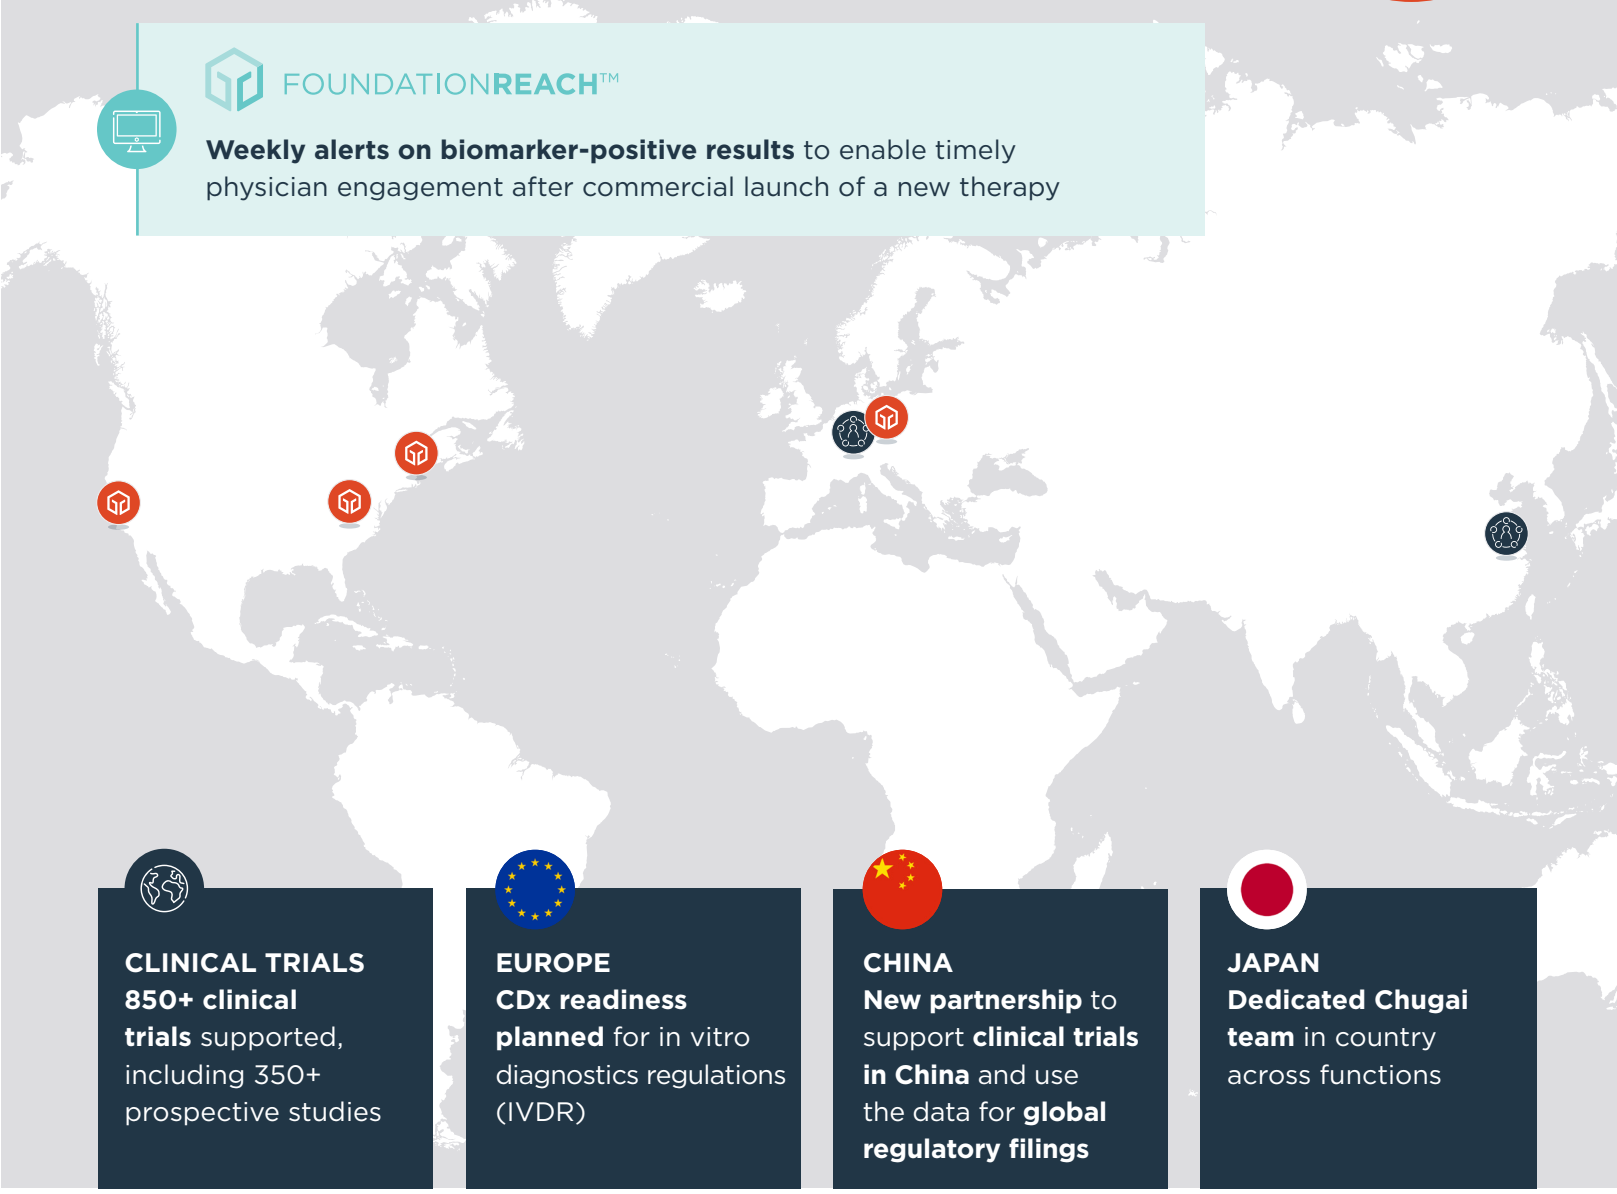 FOUNDATIONREACH™
Weekly alerts on biomarker-positive results to enable timely
physician engagement after commercial launch of a new therapy
CLINICAL TRIALS
850+ clinical
trials supported,
including 350+
prospective studies
EUROPE
CDx readiness
planned for in vitro
diagnostics regulations
(IVDR)
CHINA
New partnership to
support clinical trials
in China and use
the data for global
regulatory filings
JAPAN
Dedicated Chugai
team in country
across functions